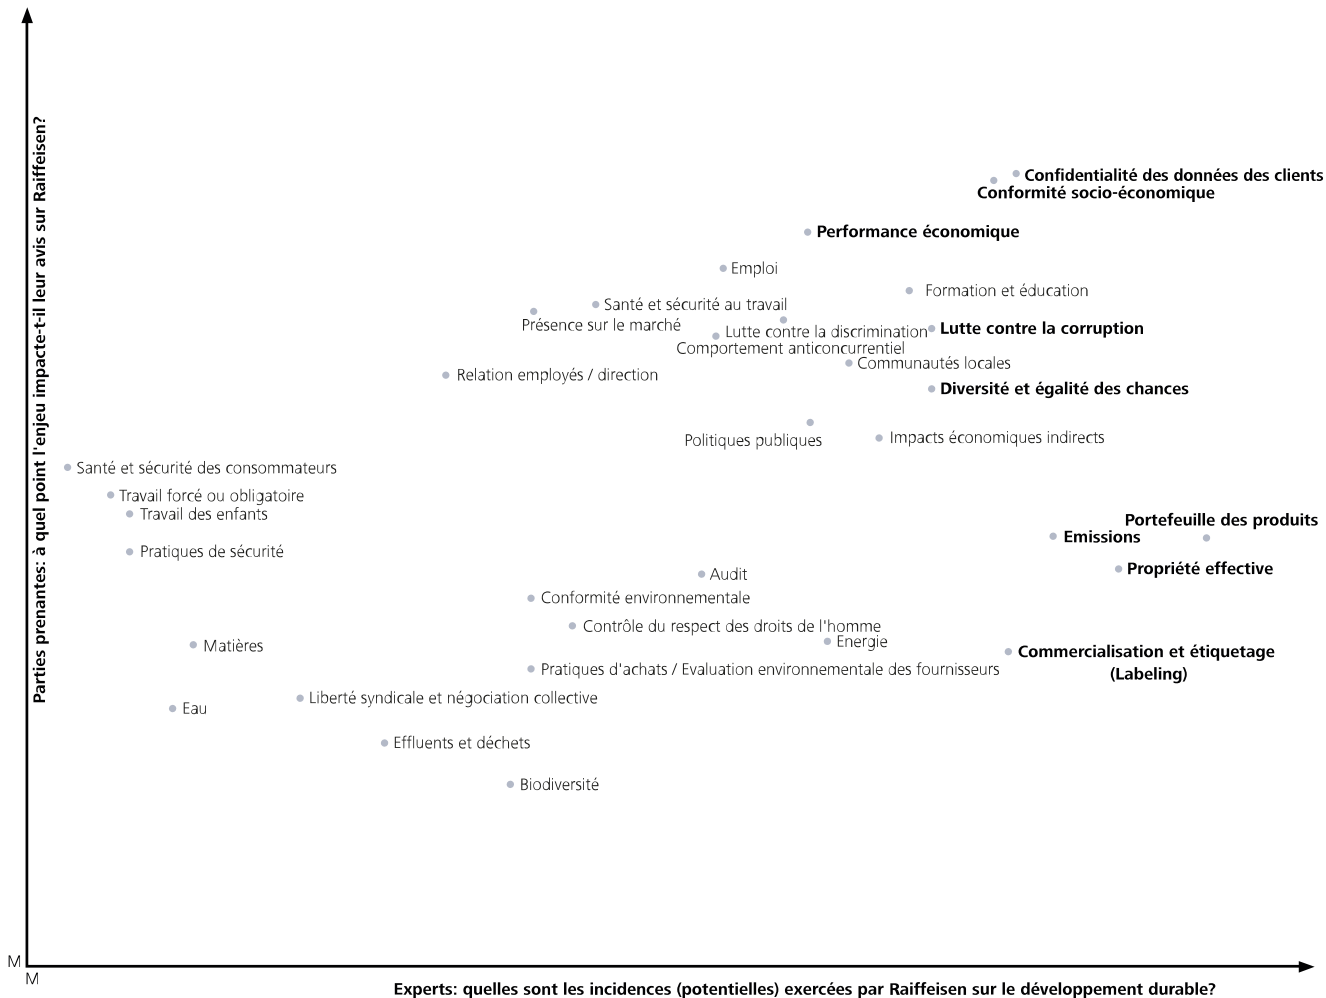 Parties prenantes: à quel point l'enjeu impacte-t-il leur avis sur Raiffeisen?
Confidentialité des données des clients
Conformité socio-économique
Performance économique
Emploi
Formation et éducation
Santé et sécurité au travail
Présence sur le marché
Lutte contre la discrimination
Lutte contre la corruption
Comportement anticoncurrentiel
Communautés locales
Relation employés / direction
Diversité et égalité des chances
Politiques publiques
Impacts économiques indirects
Santé et sécurité des consommateurs
Travail forcé ou obligatoire
Travail des enfants
Portefeuille des produits
Emissions
Pratiques de sécurité
Propriété effective
Audit
Conformité environnementale
Contrôle du respect des droits de l'homme
Energie
Matières
Commercialisation et étiquetage
(Labeling)
Pratiques d'achats / Evaluation environnementale des fournisseurs
Liberté syndicale et négociation collective
Eau
Effluents et déchets
Biodiversité
M
M
Experts: quelles sont les incidences (potentielles) exercées par Raiffeisen sur le développement durable?